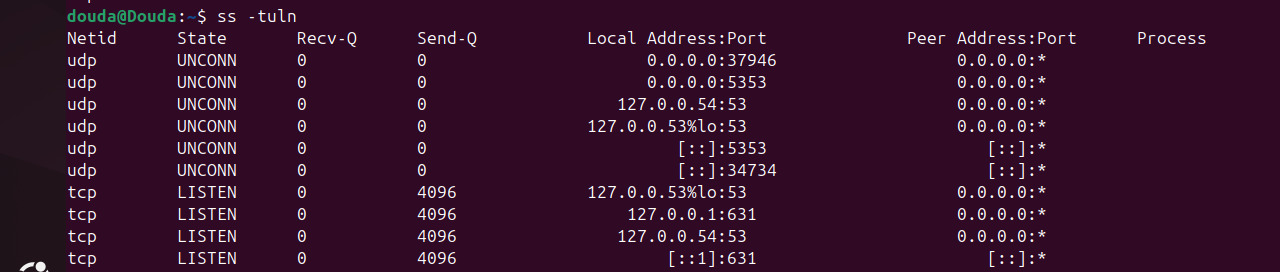 douda@Douda:~$ ss -tuln
Netid State Recv-Q Send-Q Local Address:Port Peer Address:Port Process
udp UNCONN 0 0 0.0.0.0:37946 0.0.0.0:*
udp UNCONN 0 0 0.0.0.0:5353 0.0.0.0:*
udp UNCONN 0 0 127.0.0.54:53 0.0.0.0:*
udp UNCONN 0 0 127.0.0.53%lo:53 0.0.0.0:*
udp UNCONN 0 0 [::]:5353 [::]:*
udp UNCONN 0 0 [::]:34734 [::]:*
tcp LISTEN 0 4096 127.0.0.53%lo:53 0.0.0.0:*
tcp LISTEN 0 4096 127.0.0.1:631 0.0.0.0:*
tcp LISTEN 0 4096 127.0.0.54:53 0.0.0.0:*
tcp LISTEN 0 4096 [::1]:631 [::]:*